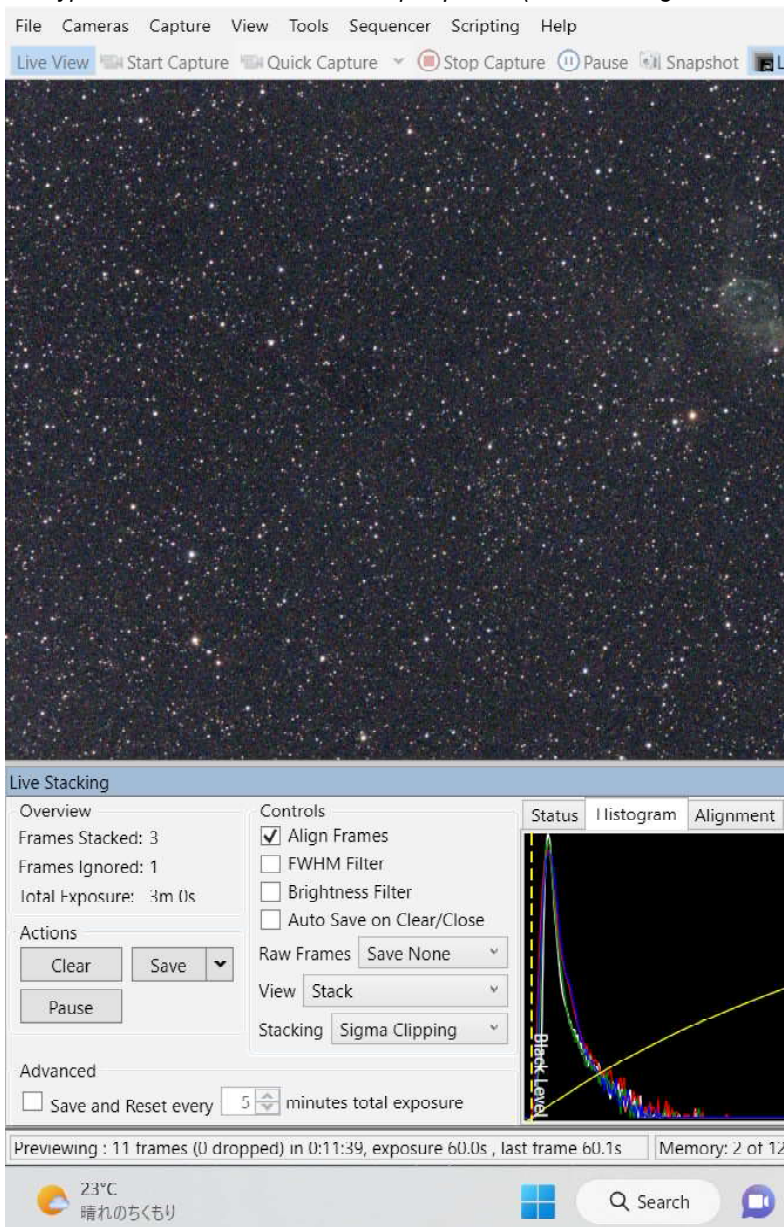 File Cameras Capture View Tools Sequencer Scripting Help
Live View Start Capture Quick Capture Stop Capture Pause Snapshot L
Live Stacking
Overview
Frames Stacked: 3
Frames Ignored: 1
Total Exposure: 3m 0s
Actions
Clear Save
Pause
Controls
Align Frames
FWHM Filter
Brightness Filter
Auto Save on Clear/Close
Raw Frames Save None
View Stack
Stacking Sigma Clipping
Status Histogram Alignment
Black Level
Advanced
Save and Reset every 5 minutes total exposure
Previewing : 11 frames (0 dropped) in 0:11:39, exposure 60.0s , last frame 60.1s Memory: 2 of 12
23°C
晴れのちくもり
Search